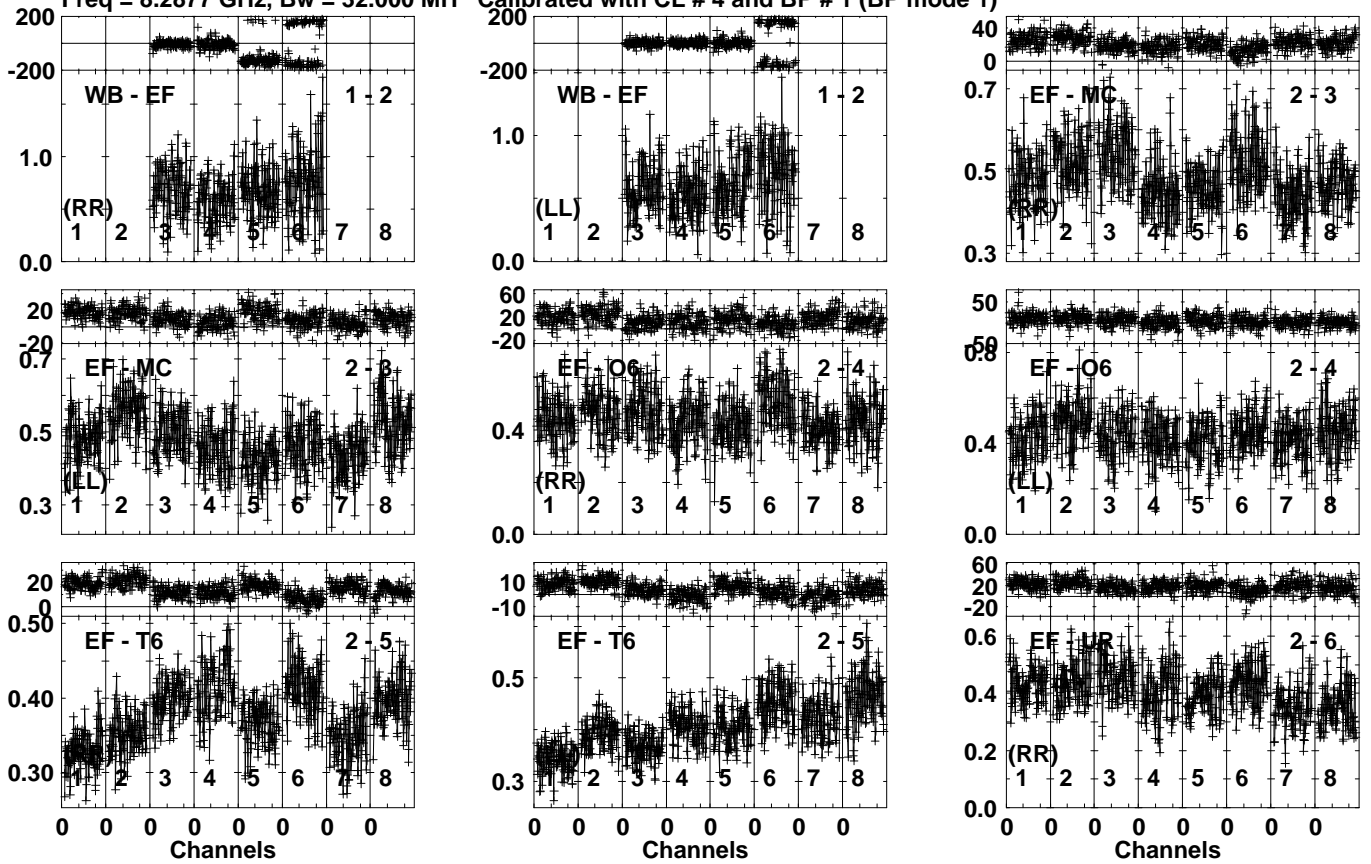 Freq = 8.2877 GHz, Bw = 32.000 MH Calibrated with CL # 4 and BP # 1 (BP mode 1)
200
-200
WB - EF 1 - 2
1.0
(RR)
1 2 3 4 5 6 7 8
0.0
200
-200
WB - EF 1 - 2
1.0
(LL)
1 2 3 4 5 6 7 8
0.0
40
0
0.7
EF - MC 2 - 3
0.5
(RR)
1 2 3 4 5 6 7 8
0.3
20
-20
0.7
EF - MC 2 - 3
0.5
(LL)
1 2 3 4 5 6 7 8
0.3
60
20
-20
EF - O6 2 - 4
0.4
(RR)
1 2 3 4 5 6 7 8
0.0
50
-50
0.8
EF - O6 2 - 4
0.4
(LL)
1 2 3 4 5 6 7 8
0.0
20
0
0.50
EF - T6 2 - 5
0.40
0.30
1 2 3 4 5 6 7 8
0 0 0 0 0 0 0 0
Channels
10
-10
EF - T6 2 - 5
0.5
0.3
1 2 3 4 5 6 7 8
0 0 0 0 0 0 0 0
Channels
60
20
-20
0.6
EF - UR 2 - 6
0.4
0.2
(RR)
1 2 3 4 5 6 7 8
0.0
0 0 0 0 0 0 0 0
Channels